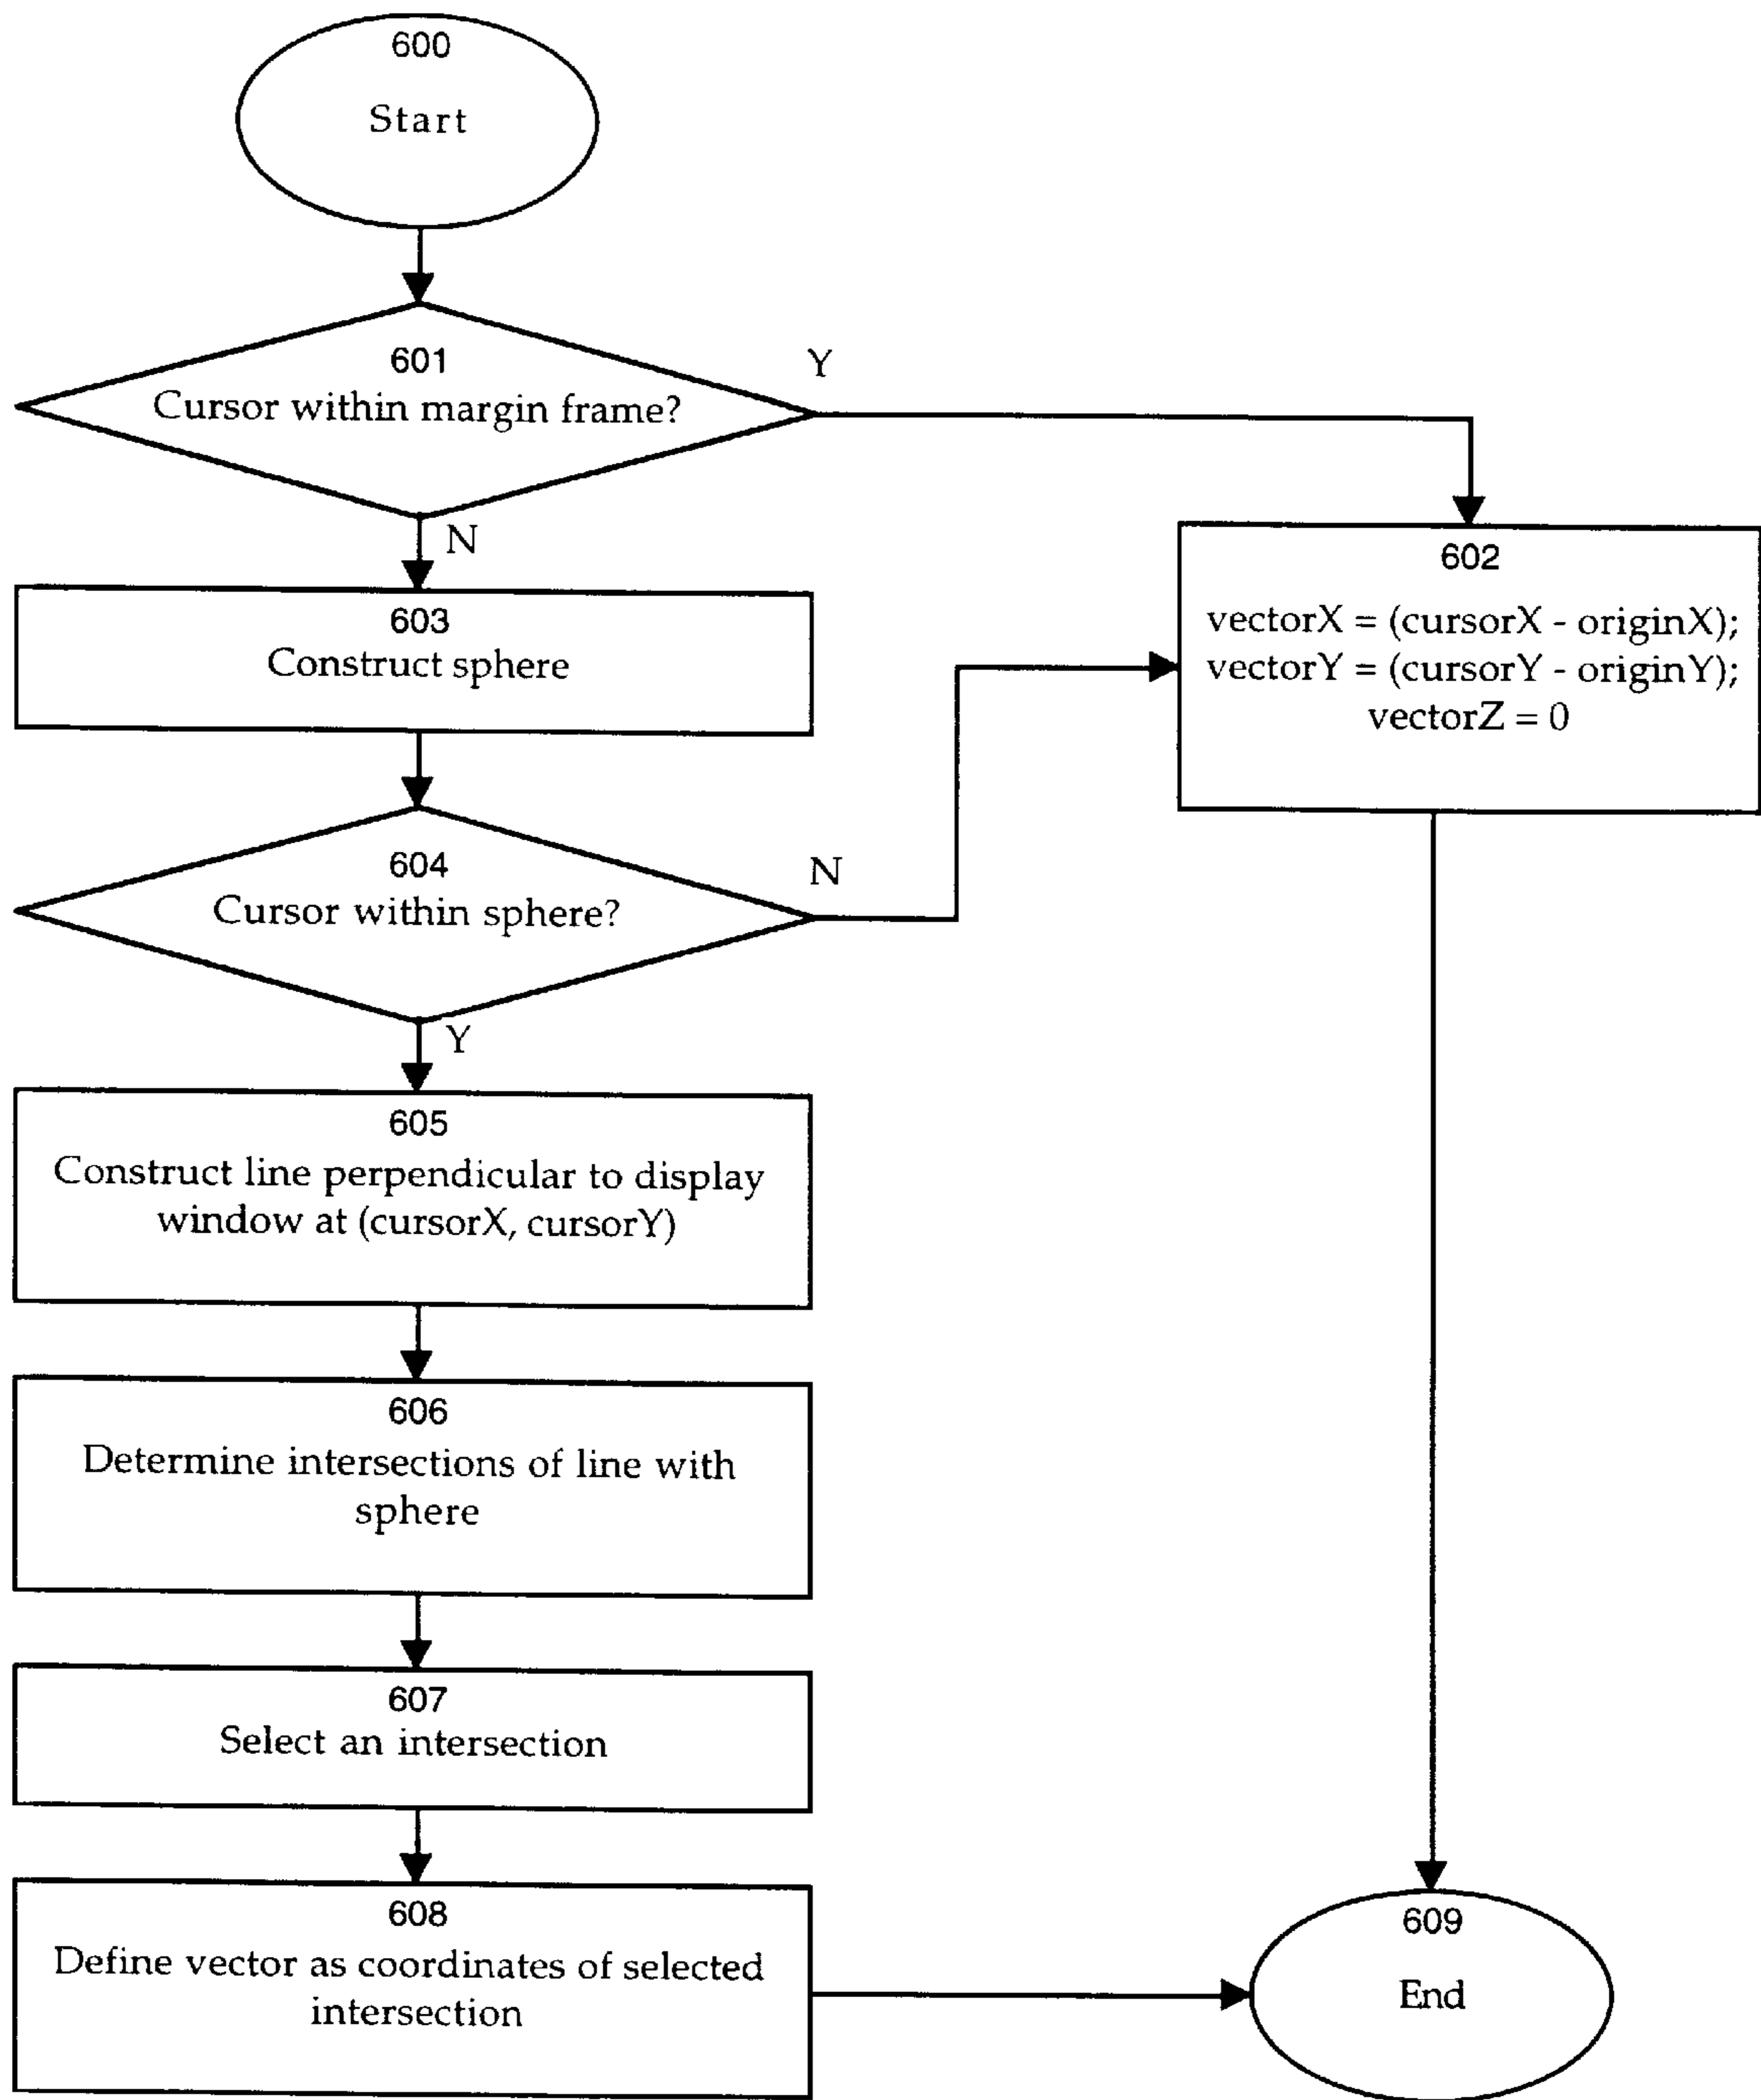 600
Start
601
Cursor within margin frame?
Y
N
602
vectorX = (cursorX - originX);
vectorY = (cursorY - originY);
vectorZ = 0
603
Construct sphere
604
Cursor within sphere?
N
Y
605
Construct line perpendicular to display
window at (cursorX, cursorY)
606
Determine intersections of line with
sphere
607
Select an intersection
608
Define vector as coordinates of selected
intersection
609
End